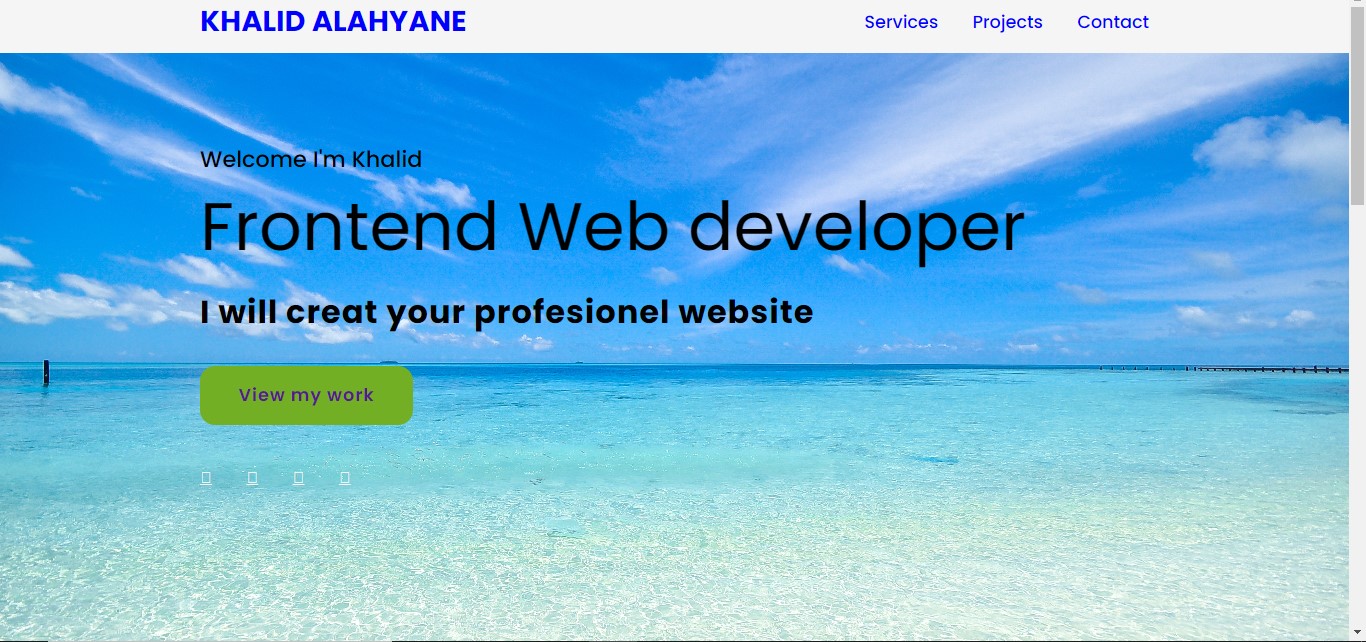 KHALID ALAHYANE
Services Projects Contact
Welcome I'm Khalid
Frontend Web developer
I will creat your profesionel website
View my work